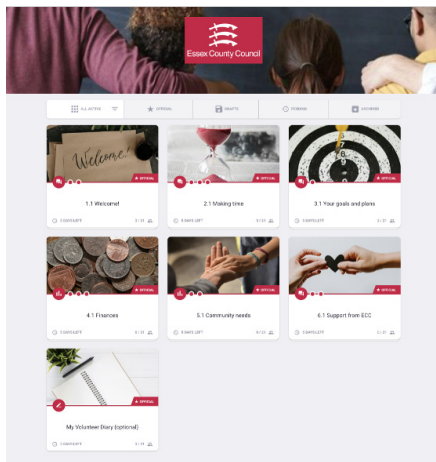 Essex County Council
ALL ACTIVE
OFFICIAL
DRAFTS
PENDING
ARCHIVED
Welcome!
OFFICIAL
OFFICIAL
OFFICIAL
1.1 Welcome!
2.1 Making time
3.1 Your goals and plans
OFFICIAL
OFFICIAL
OFFICIAL
4.1 Finances
5.1 Community needs
6.1 Support from ECC
OFFICIAL
My Volunteer Diary (optional)